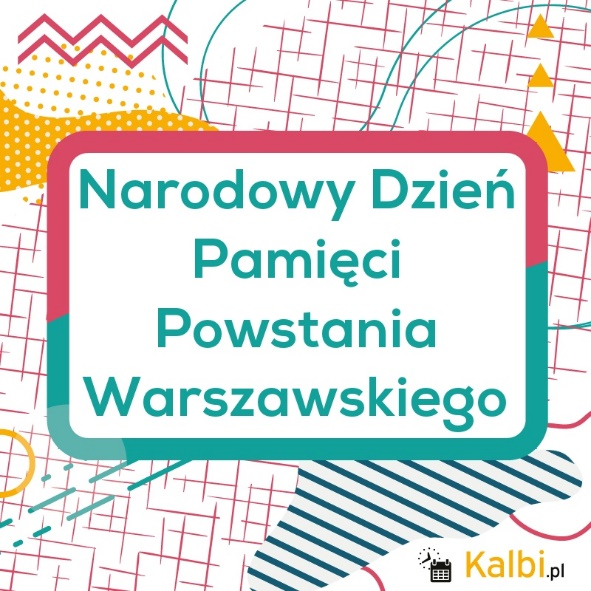 Narodowy Dzień
Pamięci
Powstania
Warszawskiego
Kalbi.pl